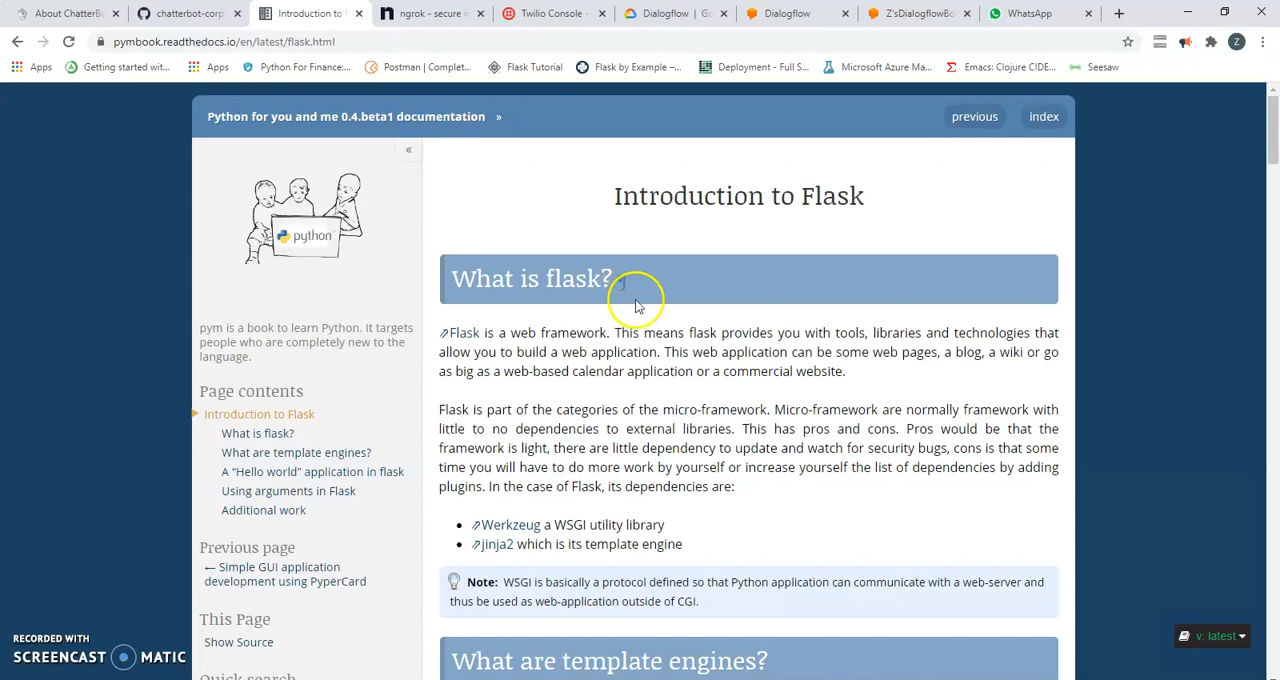 About ChatterBo
chatterbot-corp
Introduction to
ngrok - secure in
Twilio Console -
Dialogflow | Go
Dialogflow
Z'sDialogflowBo
WhatsApp
pymbook.readthedocs.io/en/latest/flask.html
Z
Apps
Getting started wit...
Apps
Python For Finance:...
Postman | Complet...
Flask Tutorial
Flask by Example –...
Deployment - Full S...
Microsoft Azure Ma...
Emacs: Clojure CIDE...
Seesaw
Python for you and me 0.4.beta1 documentation »
previous
index
«
python
pym is a book to learn Python. It targets
people who are completely new to the
language.
Page contents
Introduction to Flask
What is flask?
What are template engines?
A “Hello world” application in flask
Using arguments in Flask
Additional work
Previous page
← Simple GUI application
development using PyperCard
This Page
Show Source
Quick search
Introduction to Flask
What is flask?
⇗Flask is a web framework. This means flask provides you with tools, libraries and technologies that
allow you to build a web application. This web application can be some web pages, a blog, a wiki or go
as big as a web-based calendar application or a commercial website.
Flask is part of the categories of the micro-framework. Micro-framework are normally framework with
little to no dependencies to external libraries. This has pros and cons. Pros would be that the
framework is light, there are little dependency to update and watch for security bugs, cons is that some
time you will have to do more work by yourself or increase yourself the list of dependencies by adding
plugins. In the case of Flask, its dependencies are:
• ⇗Werkzeug a WSGI utility library
• ⇗jinja2 which is its template engine
Note: WSGI is basically a protocol defined so that Python application can communicate with a web-server and
thus be used as web-application outside of CGI.
What are template engines?
v: latest
RECORDED WITH
SCREENCAST MATIC